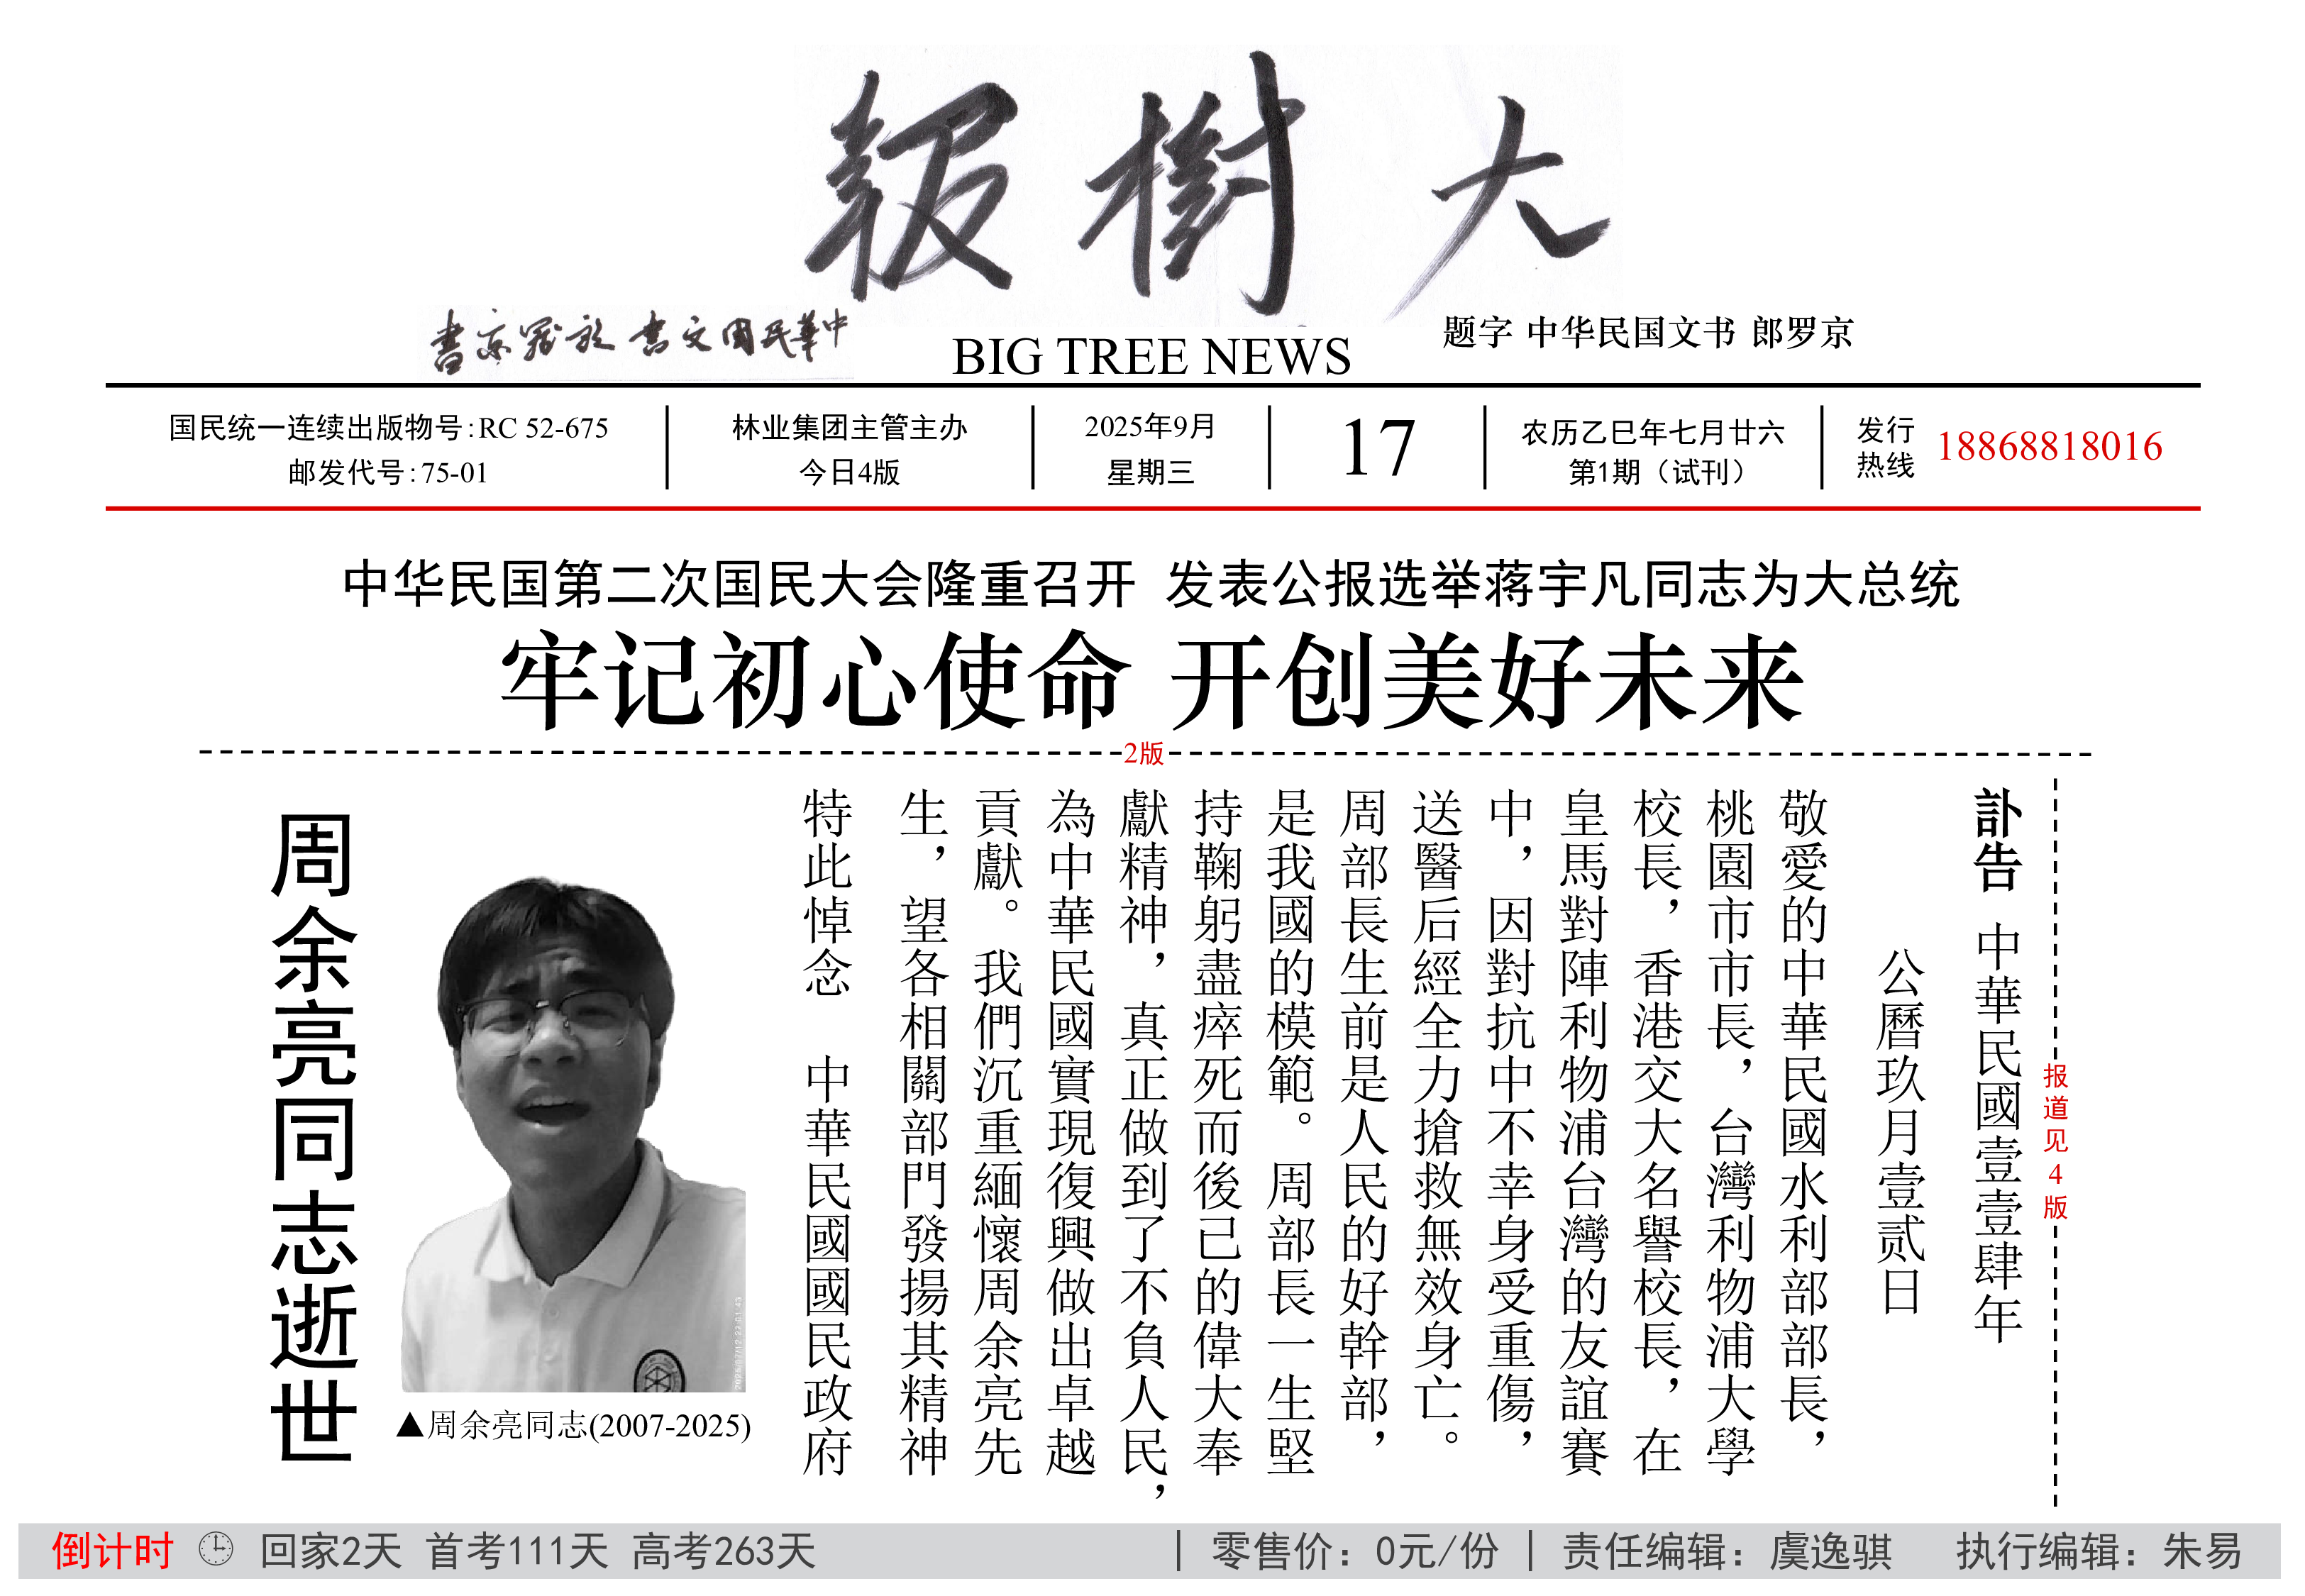 大樹報
中華民國文書 郎羅京書
BIG TREE NEWS
题字 中华民国文书 郎罗京
国民统一连续出版物号:RC 52-675
邮发代号:75-01
林业集团主管主办
今日4版
2025年9月
星期三
17
农历乙巳年七月廿六
第1期（试刊）
发行
热线
18868818016
中华民国第二次国民大会隆重召开 发表公报选举蒋宇凡同志为大总统
牢记初心使命 开创美好未来
2版
报道见4版
訃告 中華民國壹壹肆年
公曆玖月壹贰日
敬愛的中華民國水利部部長，
桃園市市長，台灣利物浦大學
校長，香港交大名譽校長，在
皇馬對陣利物浦台灣的友誼賽
中，因對抗中不幸身受重傷，
送醫后經全力搶救無效身亡。
周部長生前是人民的好幹部，
是我國的模範。周部長一生堅
持鞠躬盡瘁死而後已的偉大奉
獻精神，真正做到了不負人民，
為中華民國實現復興做出卓越
貢獻。我們沉重緬懷周余亮先
生，望各相關部門發揚其精神
特此悼念 中華民國國民政府
▲周余亮同志(2007-2025)
周余亮同志逝世
倒计时 回家2天 首考111天 高考263天
| 零售价：0元/份 | 责任编辑：虞逸骐 执行编辑：朱易